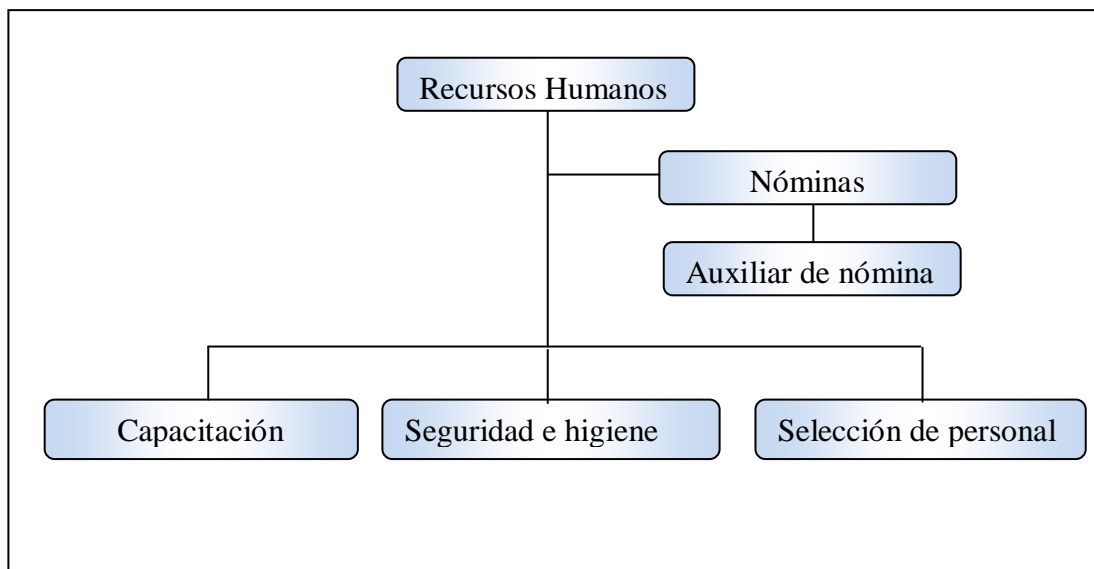 Recursos Humanos
Nóminas
Auxiliar de nómina
Capacitación
Seguridad e higiene
Selección de personal